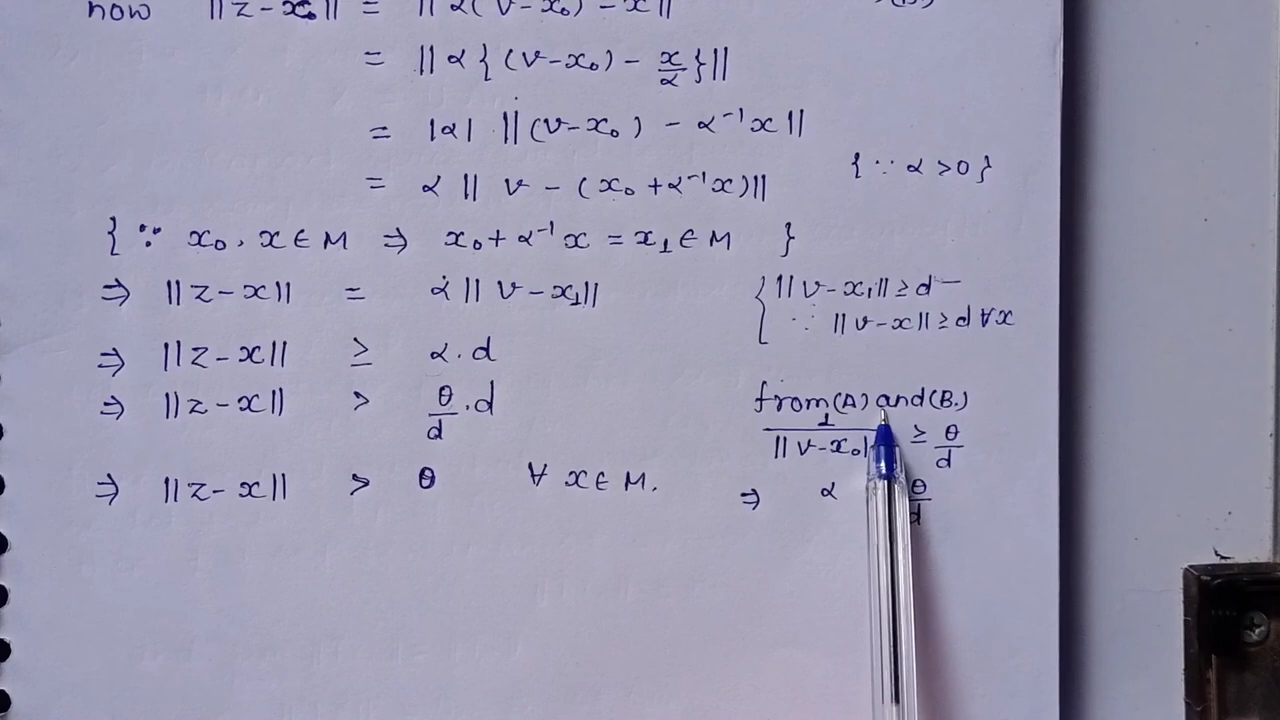 now ||z-x₀|| = ||α(v-x₀) - x||
= ||α{(v-x₀) - x/α}||
= |α| ||(v-x₀) - α⁻¹x||
= α || v - (x₀+α⁻¹x)|| {∵ α>0}
{∵ x₀, x∈M ⇒ x₀+α⁻¹x = x₁∈M }
⇒ ||z-x|| = α|| v-x₁||
{||v-x₁|| ≥ d
∵ ||v-x|| ≥ d ∀x
⇒ ||z-x|| ≥ α.d
⇒ ||z-x|| > θ/d .d
⇒ ||z-x|| > θ ∀ x∈M.
from (A) and (B.)
1/||v-x₀| ≥ θ/d
⇒ α θ/d